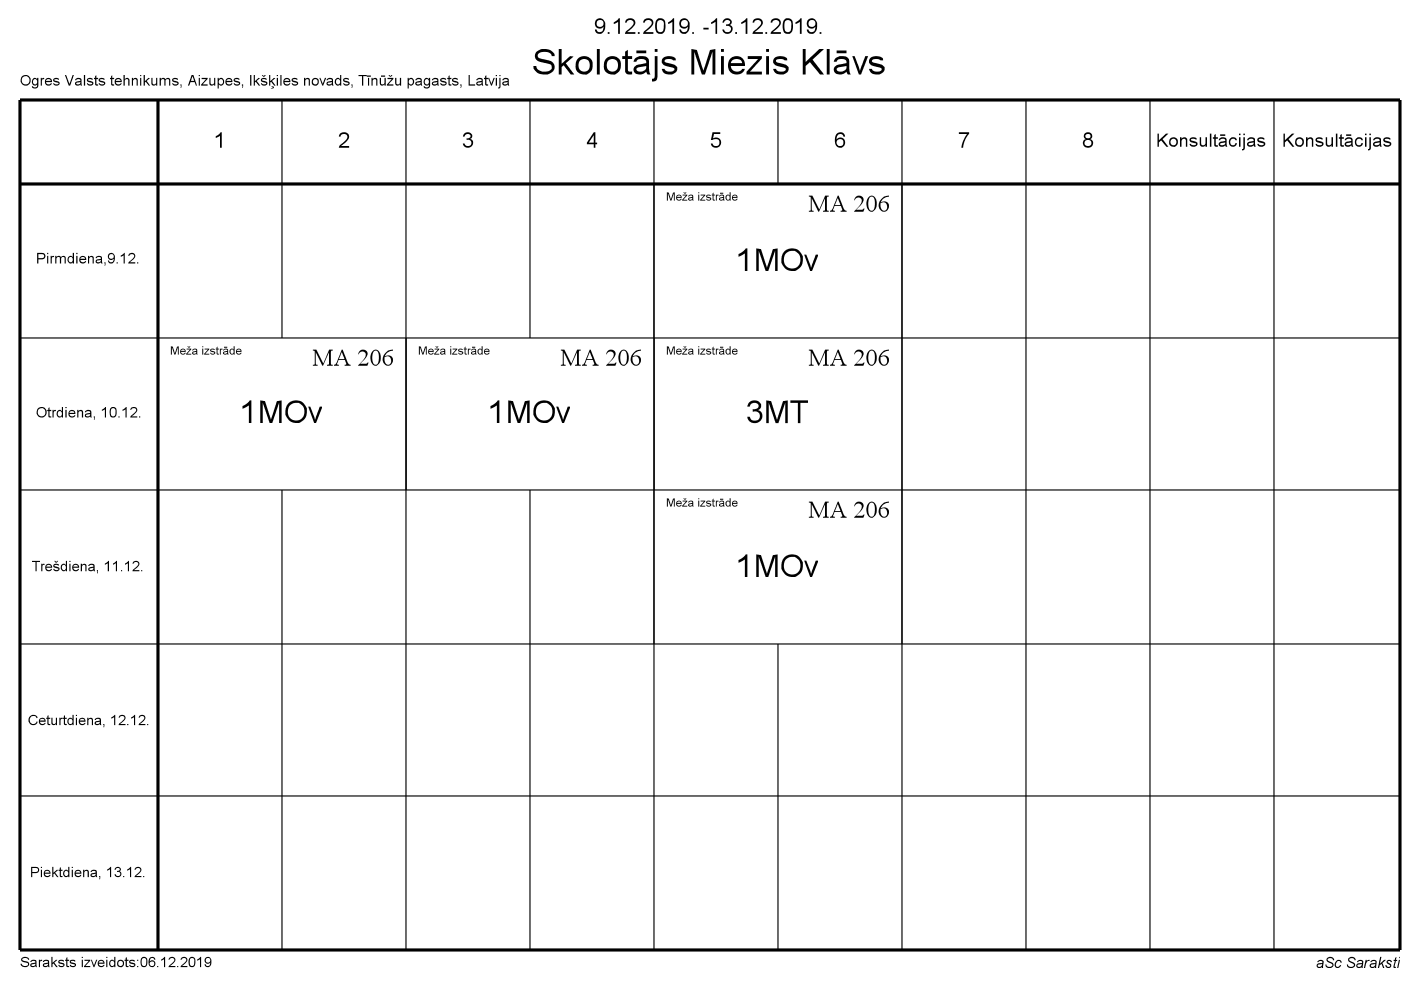 9.12.2019. -13.12.2019.
Skolotājs Miezis Klāvs
Ogres Valsts tehnikums, Aizupes, Ikšķiles novads, Tīnūžu pagasts, Latvija
1 2 3 4 5 6 7 8 Konsultācijas Konsultācijas
Meža izstrāde MA 206
Pirmdiena,9.12. 1MOv
Meža izstrāde MA 206 Meža izstrāde MA 206 Meža izstrāde MA 206
Otrdiena, 10.12. 1MOv 1MOv 3MT
Meža izstrāde MA 206
Trešdiena, 11.12. 1MOv
Ceturtdiena, 12.12.
Piektdiena, 13.12.
Saraksts izveidots:06.12.2019 aSc Saraksti